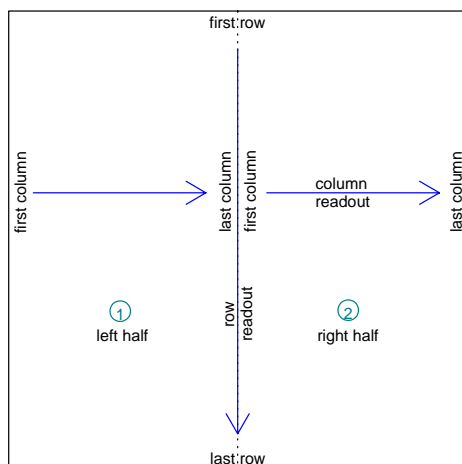 first row
first column
last column
first column
column
readout
last column
1
left half
row
readout
2
right half
last row